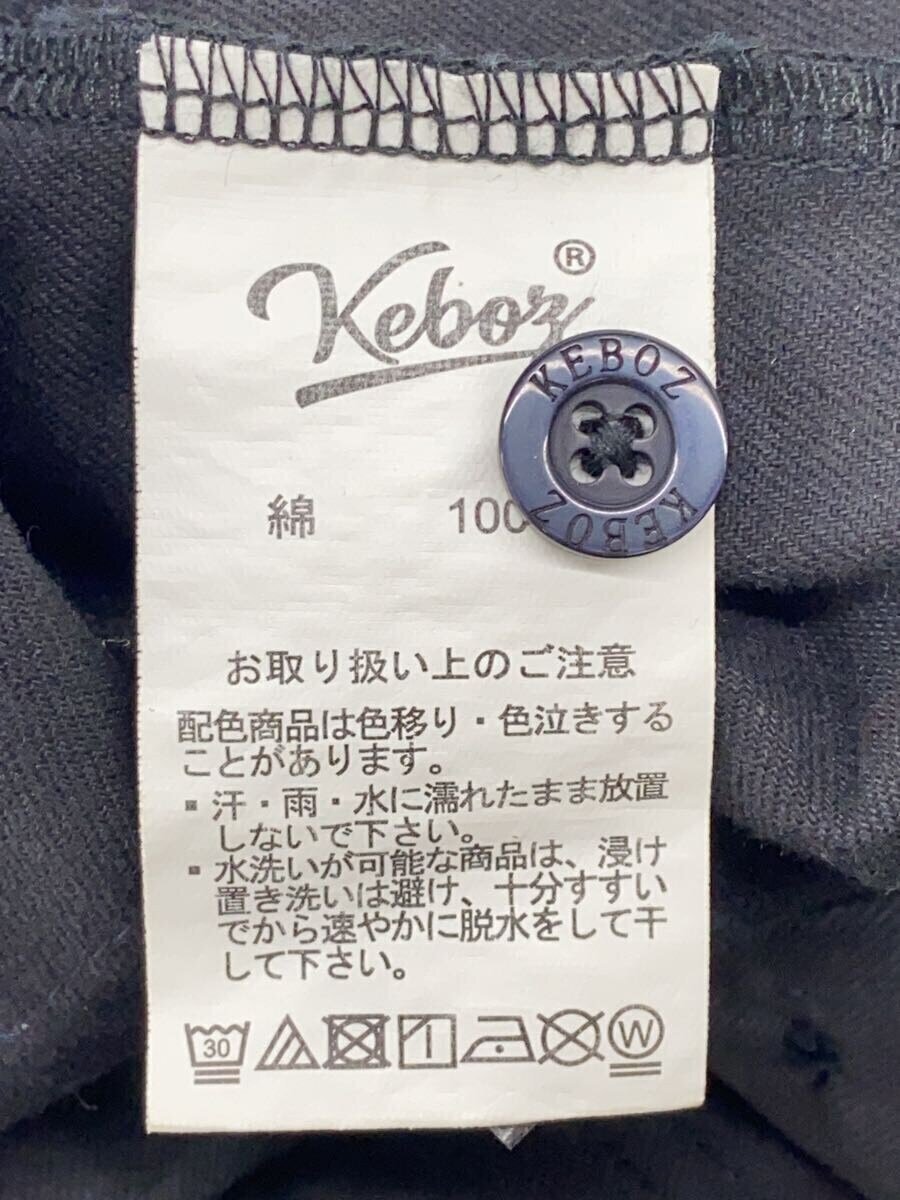 Keboz®
KEBOZ
KEBOZ
綿 100
お取り扱い上のご注意
配色商品は色移り・色泣きする
ことがあります。
・汗・雨・水に濡れたまま放置
しないで下さい。
・水洗いが可能な商品は、浸け
置き洗いは避け、十分すすい
でから速やかに脱水をして干
して下さい。
30 W